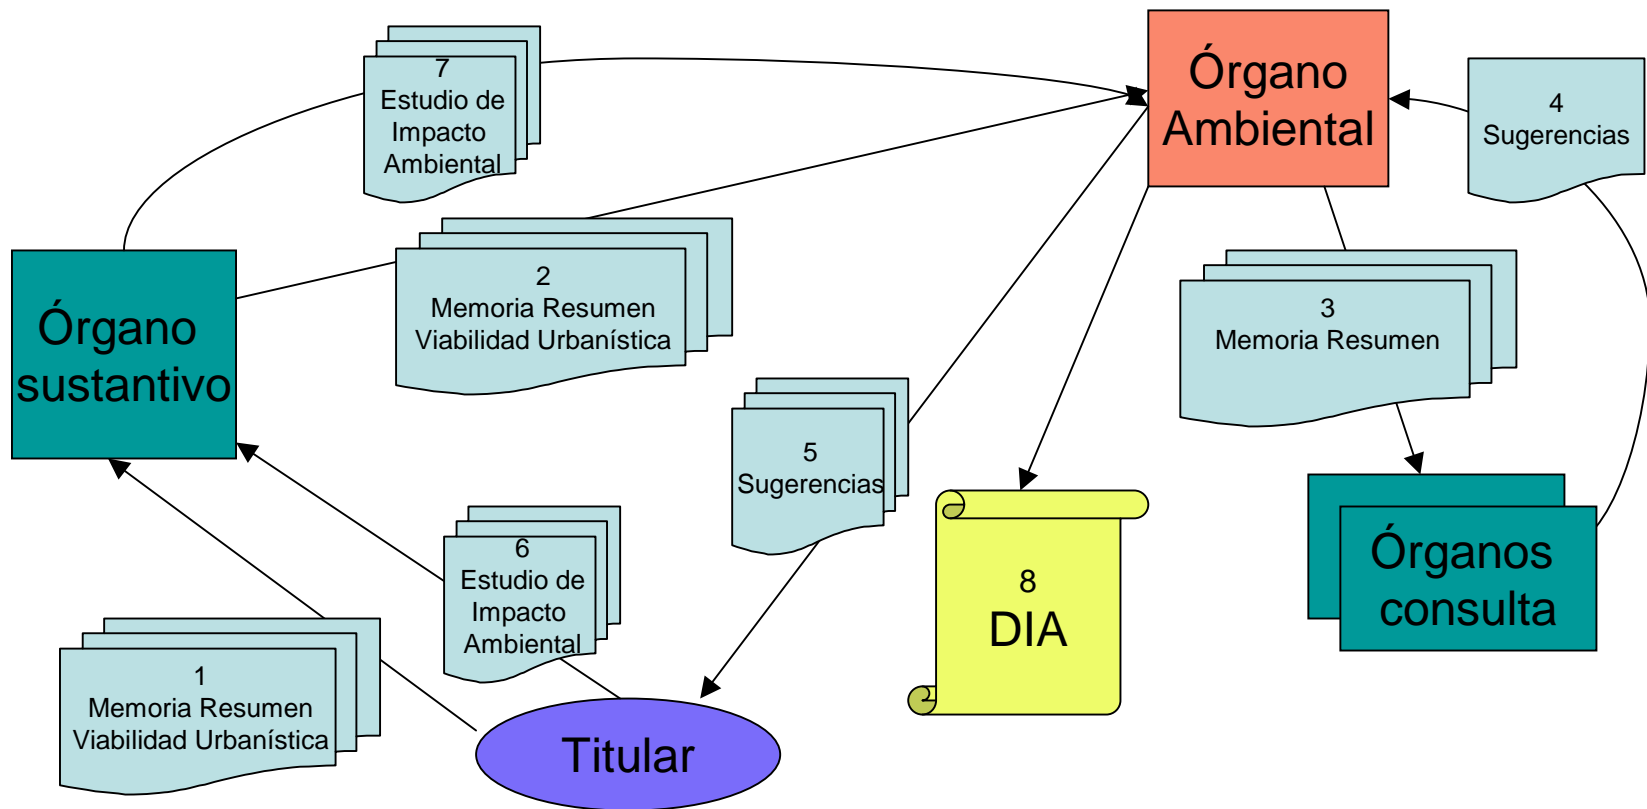 7
Estudio de
Impacto
Ambiental
Órgano
Ambiental
4
Sugerencias
2
Memoria Resumen
Viabilidad Urbanística
3
Memoria Resumen
Órgano
sustantivo
5
Sugerencias
6
Estudio de
Impacto
Ambiental
8
DIA
Órganos
consulta
1
Memoria Resumen
Viabilidad Urbanística
Titular